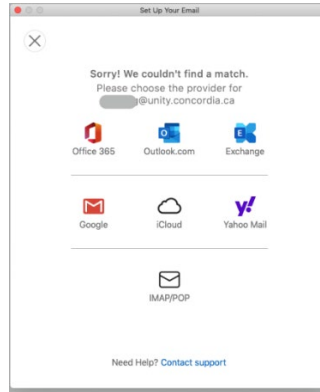 Set Up Your Email
Sorry! We couldn't find a match.
Please choose the provider for
@unity.concordia.ca
Office 365 Outlook.com Exchange
Google iCloud Yahoo Mail
IMAP/POP
Need Help? Contact support